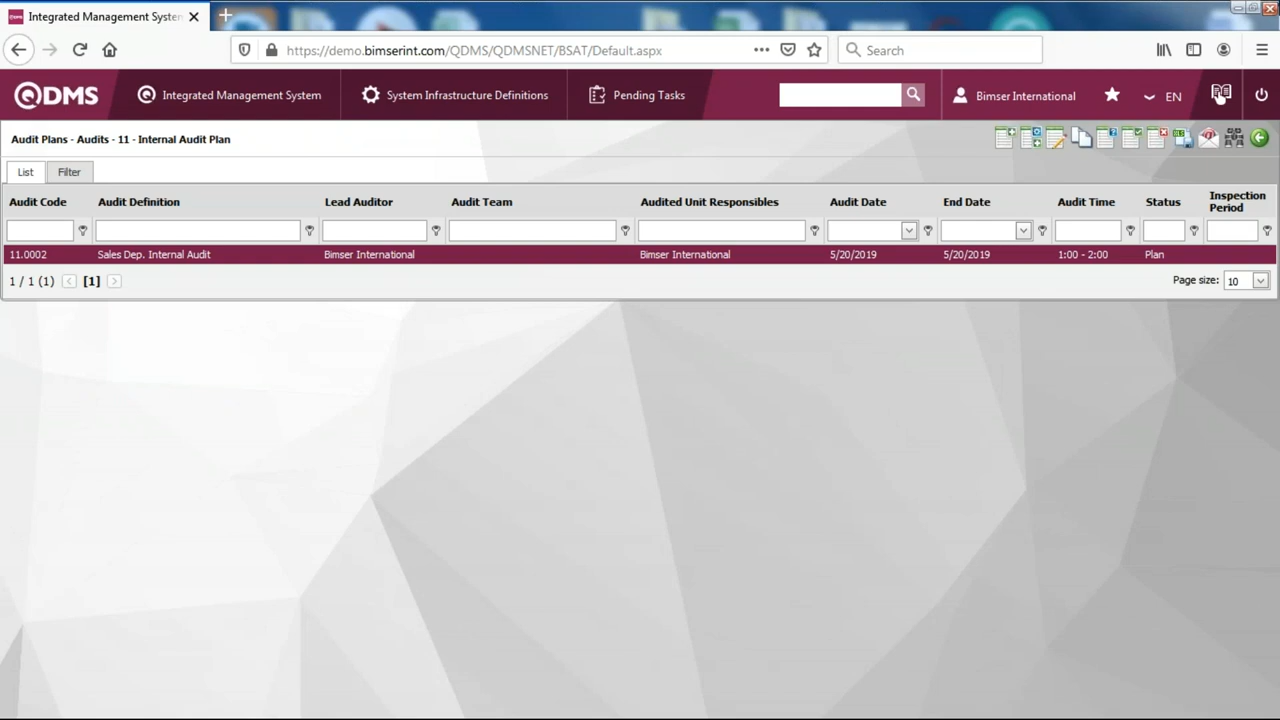 Integrated Management System
https://demo.bimserint.com/QDMS/QDMSNET/BSAT/Default.aspx
Search
QDMS
Integrated Management System
System Infrastructure Definitions
Pending Tasks
Bimser International
EN
Audit Plans - Audits - 11 - Internal Audit Plan
List Filter
Audit Code Audit Definition Lead Auditor Audit Team Audited Unit Responsibles Audit Date End Date Audit Time Status Inspection Period
11.0002 Sales Dep. Internal Audit Bimser International Bimser International 5/20/2019 5/20/2019 1:00 - 2:00 Plan
1 / 1 (1) [1] Page size: 10